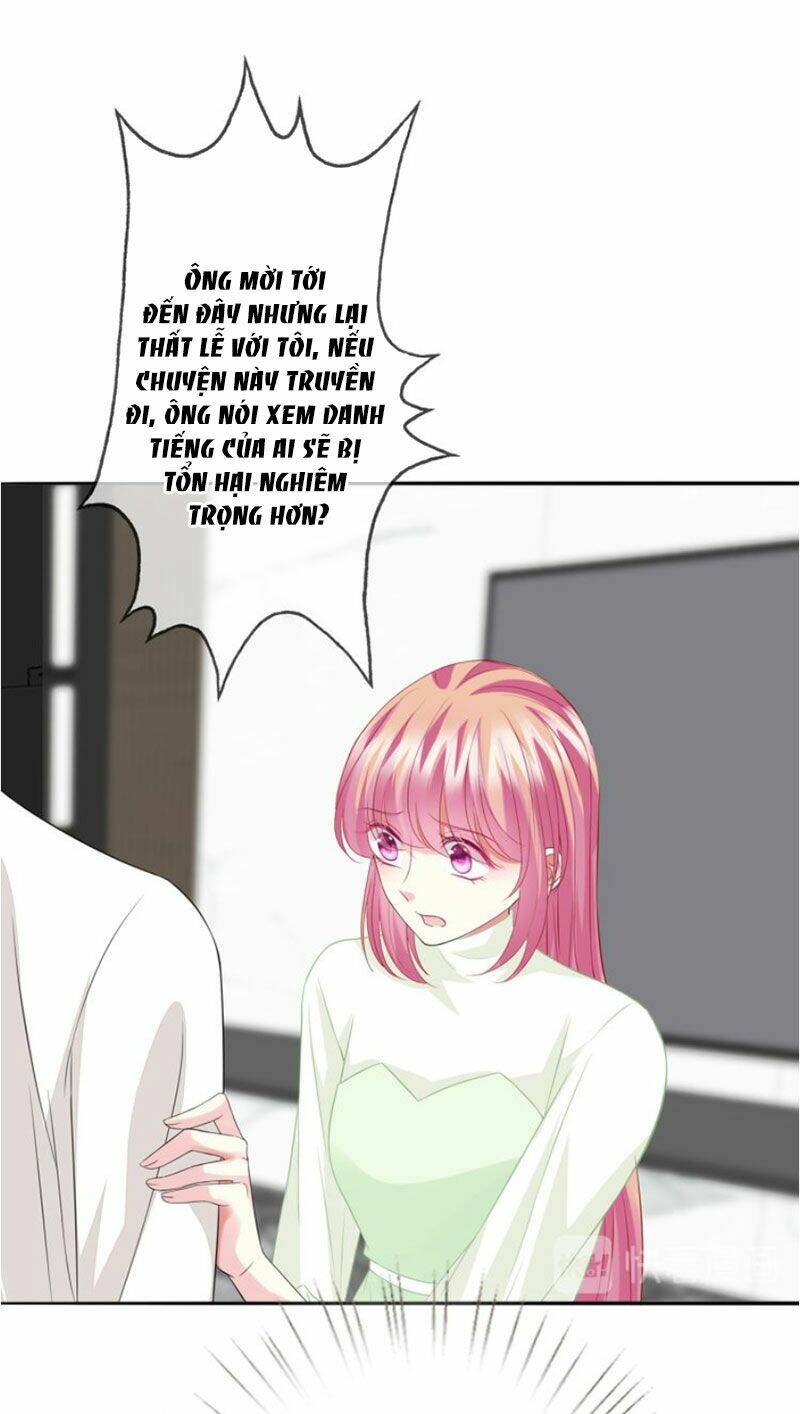 ÔNG MỜI TỚI
ĐẾN ĐÂY NHƯNG LẠI
THẤT LỄ VỚI TÔI, NẾU
CHUYỆN NÀY TRUYỀN
ĐI, ÔNG NÓI XEM DANH
TIẾNG CỦA AI SẼ BỊ
TỔN HẠI NGHIÊM
TRỌNG HƠN?